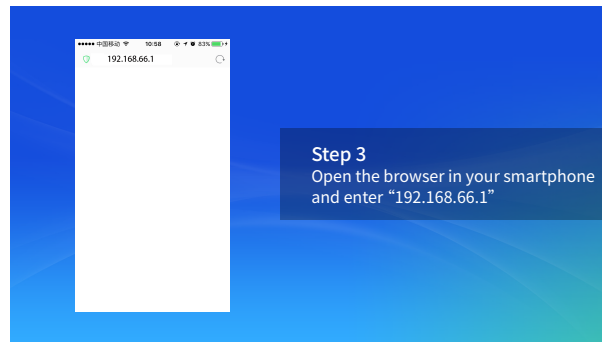 中国移动 10:58 83%
192.168.66.1
Step 3
Open the browser in your smartphone
and enter “192.168.66.1”